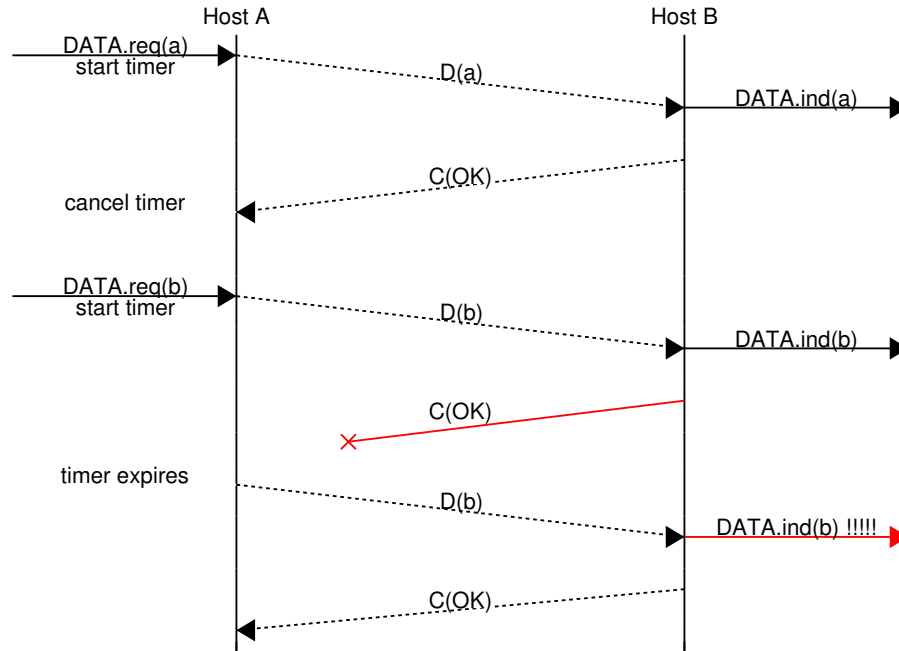 Host A
Host B
DATA.req(a)
start timer
D(a)
DATA.ind(a)
C(OK)
cancel timer
DATA.req(b)
start timer
D(b)
DATA.ind(b)
C(OK)
timer expires
D(b)
DATA.ind(b) !!!!!
C(OK)